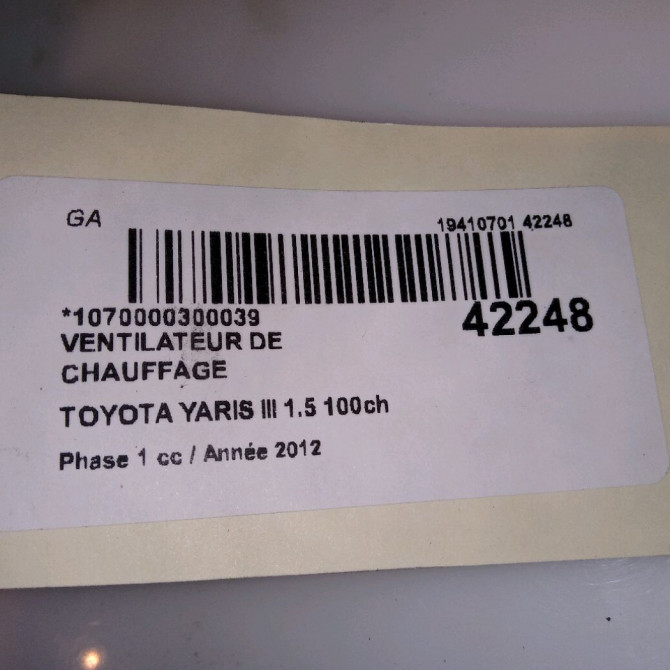 GA
19410701 42248
*1070000300039
42248
VENTILATEUR DE
CHAUFFAGE
TOYOTA YARIS III 1.5 100ch
Phase 1 cc / Année 2012